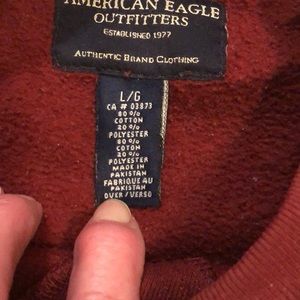 AMERICAN EAGLE
OUTFITTERS
ESTABLISHED 1977
AUTHENTIC BRAND CLOTHING
L/G
CA # 03873
80 %
COTTON
20 %
POLYESTER
80 %
COTON
20 %
POLYESTER
MADE IN
PAKISTAN
FABRIQUE AU
PAKISTAN
OVER/VERSO